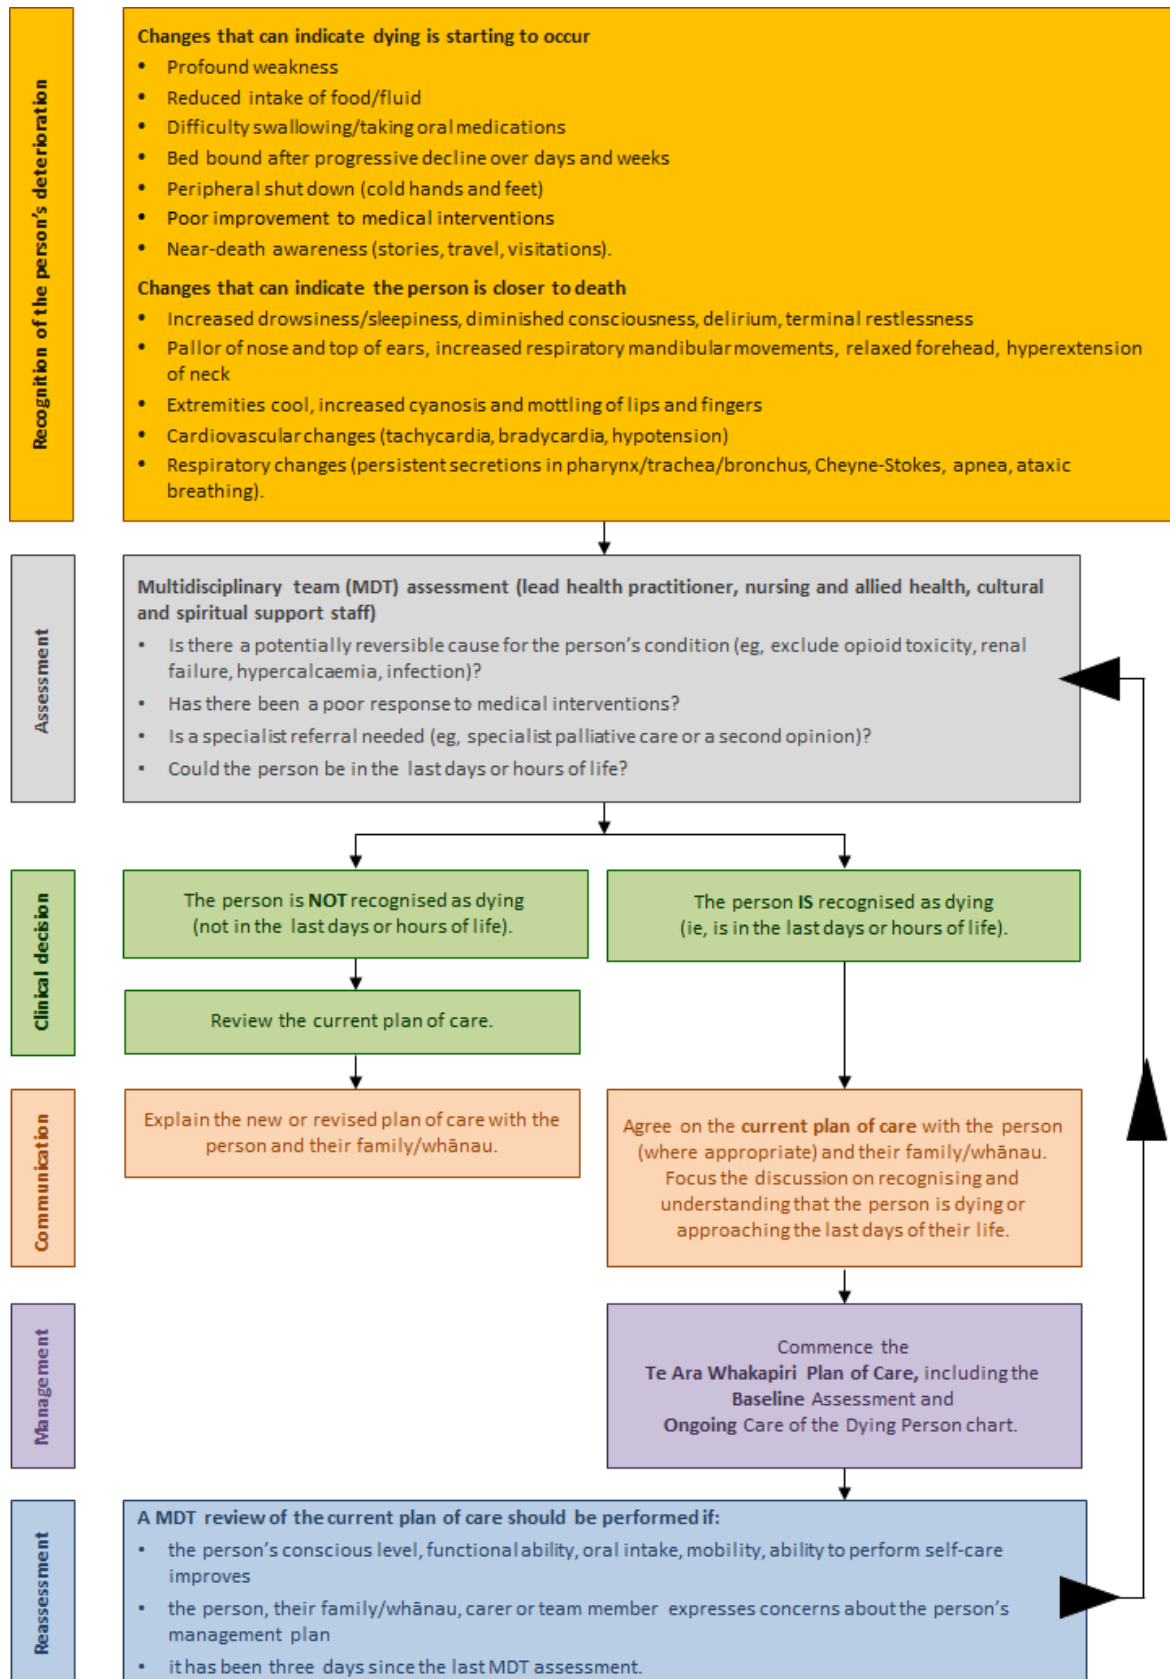 Recognition of the person's deterioration
Changes that can indicate dying is starting to occur
• Profound weakness
• Reduced intake of food/fluid
• Difficulty swallowing/taking oral medications
• Bed bound after progressive decline over days and weeks
• Peripheral shut down (cold hands and feet)
• Poor improvement to medical interventions
• Near-death awareness (stories, travel, visitations).
Changes that can indicate the person is closer to death
• Increased drowsiness/sleepiness, diminished consciousness, delirium, terminal restlessness
• Pallor of nose and top of ears, increased respiratory mandibular movements, relaxed forehead, hyperextension
of neck
• Extremities cool, increased cyanosis and mottling of lips and fingers
• Cardiovascular changes (tachycardia, bradycardia, hypotension)
• Respiratory changes (persistent secretions in pharynx/trachea/bronchus, Cheyne-Stokes, apnea, ataxic
breathing).
Assessment
Multidisciplinary team (MDT) assessment (lead health practitioner, nursing and allied health, cultural
and spiritual support staff)
• Is there a potentially reversible cause for the person's condition (eg, exclude opioid toxicity, renal
failure, hypercalcaemia, infection)?
• Has there been a poor response to medical interventions?
• Is a specialist referral needed (eg, specialist palliative care or a second opinion)?
• Could the person be in the last days or hours of life?
Clinical decision
The person is NOT recognised as dying
(not in the last days or hours of life).
The person IS recognised as dying
(ie, is in the last days or hours of life).
Review the current plan of care.
Communication
Explain the new or revised plan of care with the
person and their family/whānau.
Agree on the current plan of care with the person
(where appropriate) and their family/whānau.
Focus the discussion on recognising and
understanding that the person is dying or
approaching the last days of their life.
Management
Commence the
Te Ara Whakapiri Plan of Care, including the
Baseline Assessment and
Ongoing Care of the Dying Person chart.
Reassessment
A MDT review of the current plan of care should be performed if:
• the person's conscious level, functional ability, oral intake, mobility, ability to perform self-care
improves
• the person, their family/whānau, carer or team member expresses concerns about the person's
management plan
• it has been three days since the last MDT assessment.